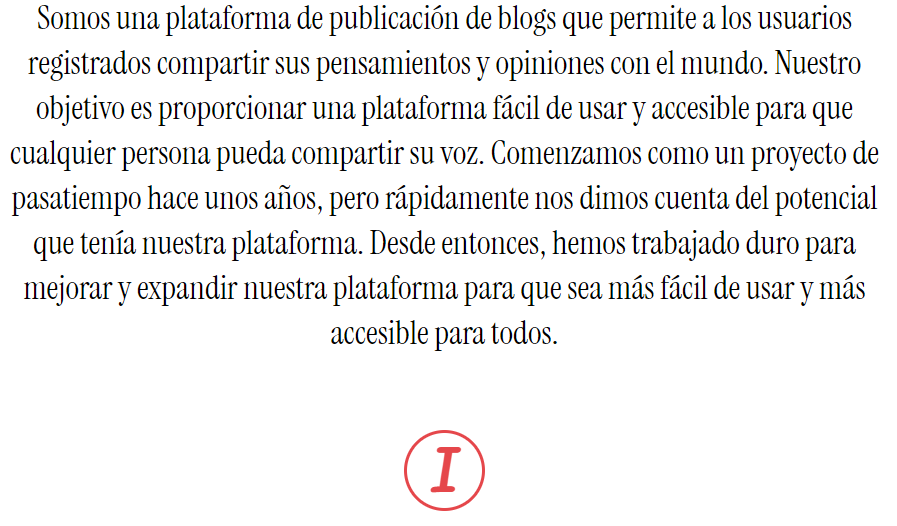 Somos una plataforma de publicación de blogs que permite a los usuarios
registrados compartir sus pensamientos y opiniones con el mundo. Nuestro
objetivo es proporcionar una plataforma fácil de usar y accesible para que
cualquier persona pueda compartir su voz. Comenzamos como un proyecto de
pasatiempo hace unos años, pero rápidamente nos dimos cuenta del potencial
que tenía nuestra plataforma. Desde entonces, hemos trabajado duro para
mejorar y expandir nuestra plataforma para que sea más fácil de usar y más
accesible para todos.
I